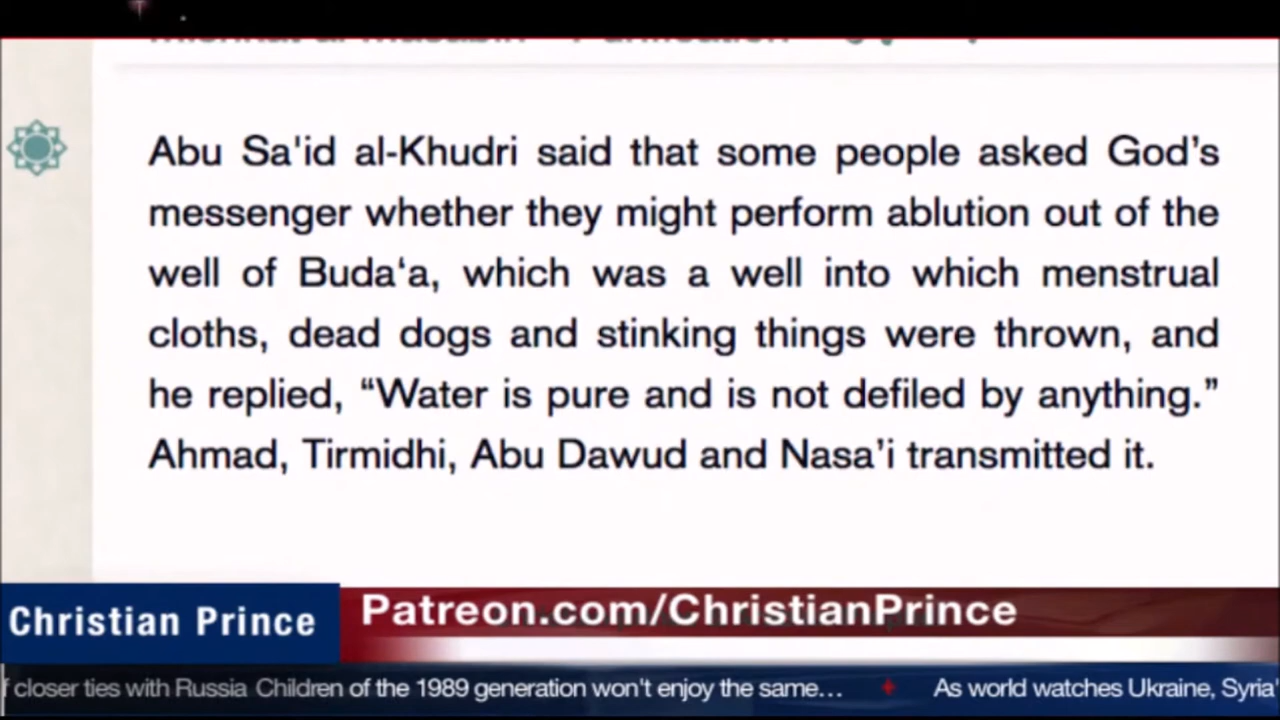 Abu Sa'id al-Khudri said that some people asked God’s
messenger whether they might perform ablution out of the
well of Buda‘a, which was a well into which menstrual
cloths, dead dogs and stinking things were thrown, and
he replied, “Water is pure and is not defiled by anything.”
Ahmad, Tirmidhi, Abu Dawud and Nasa’i transmitted it.
Christian Prince
Patreon.com/ChristianPrince
f closer ties with Russia Children of the 1989 generation won't enjoy the same... As world watches Ukraine, Syria'